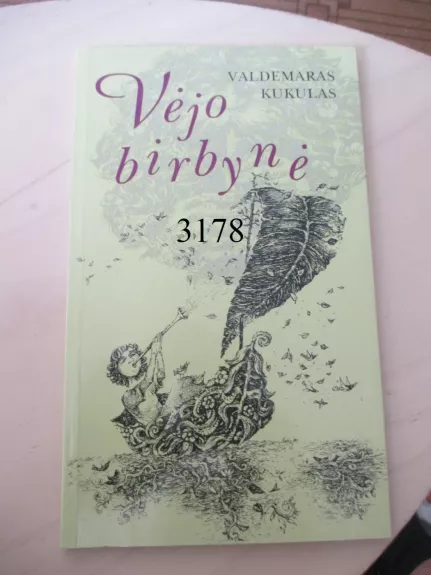 VALDEMARAS
KUKULAS
Vėjo
birbynė
3178